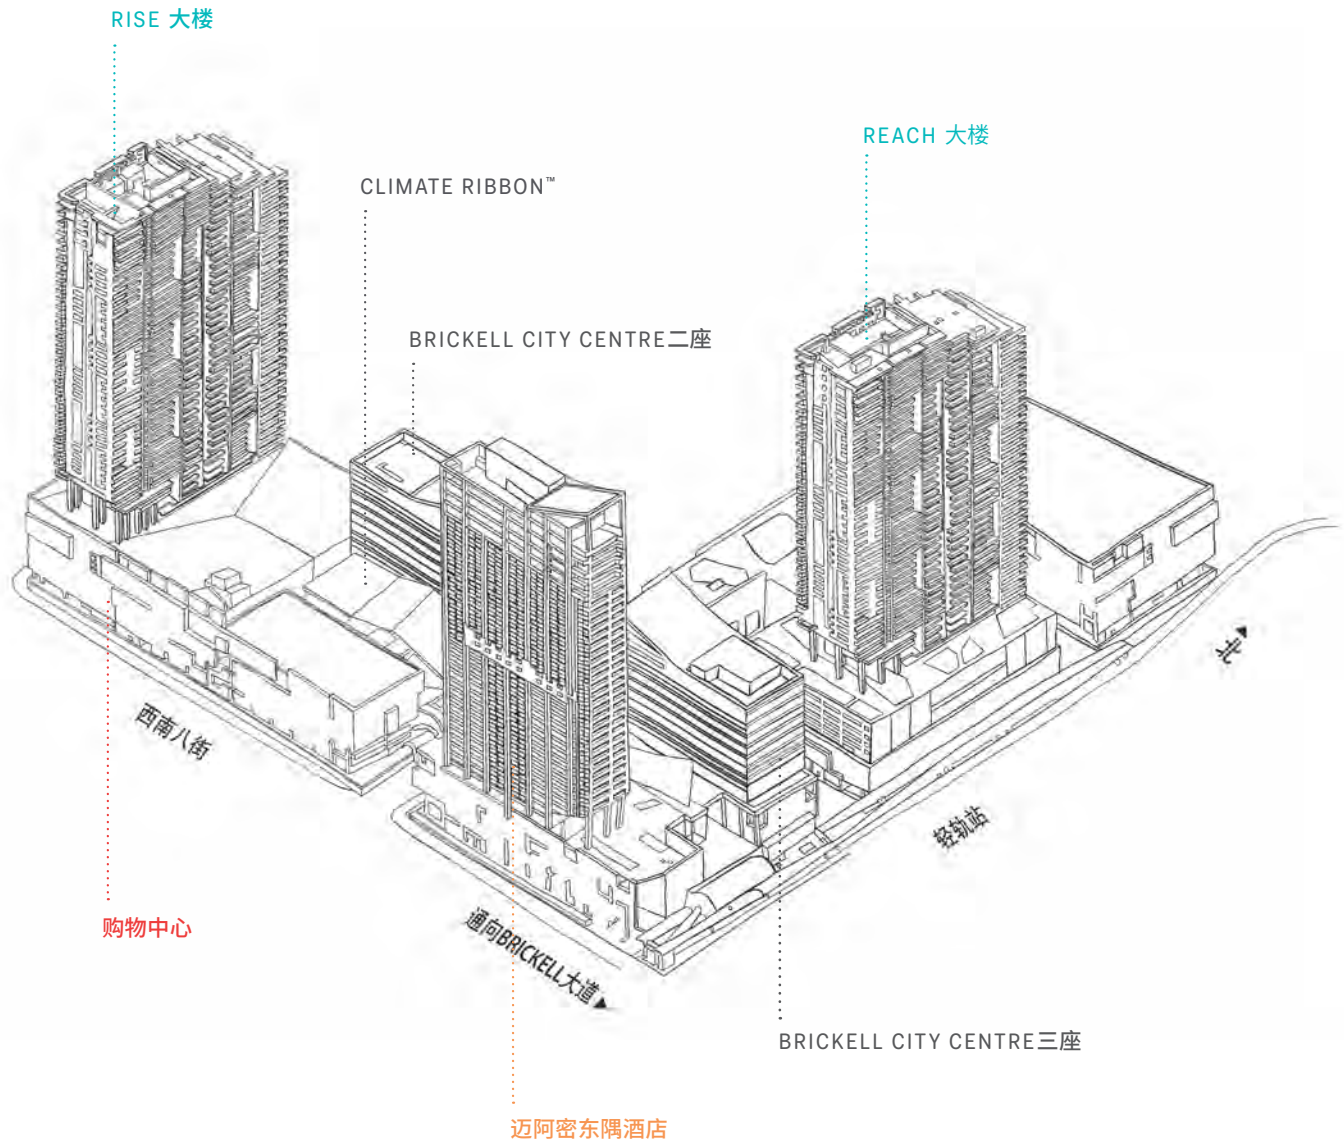 RISE 大楼
REACH 大楼
CLIMATE RIBBON™
BRICKELL CITY CENTRE二座
北
西南八街
轻轨站
购物中心
通向BRICKELL大道
BRICKELL CITY CENTRE三座
迈阿密东隅酒店